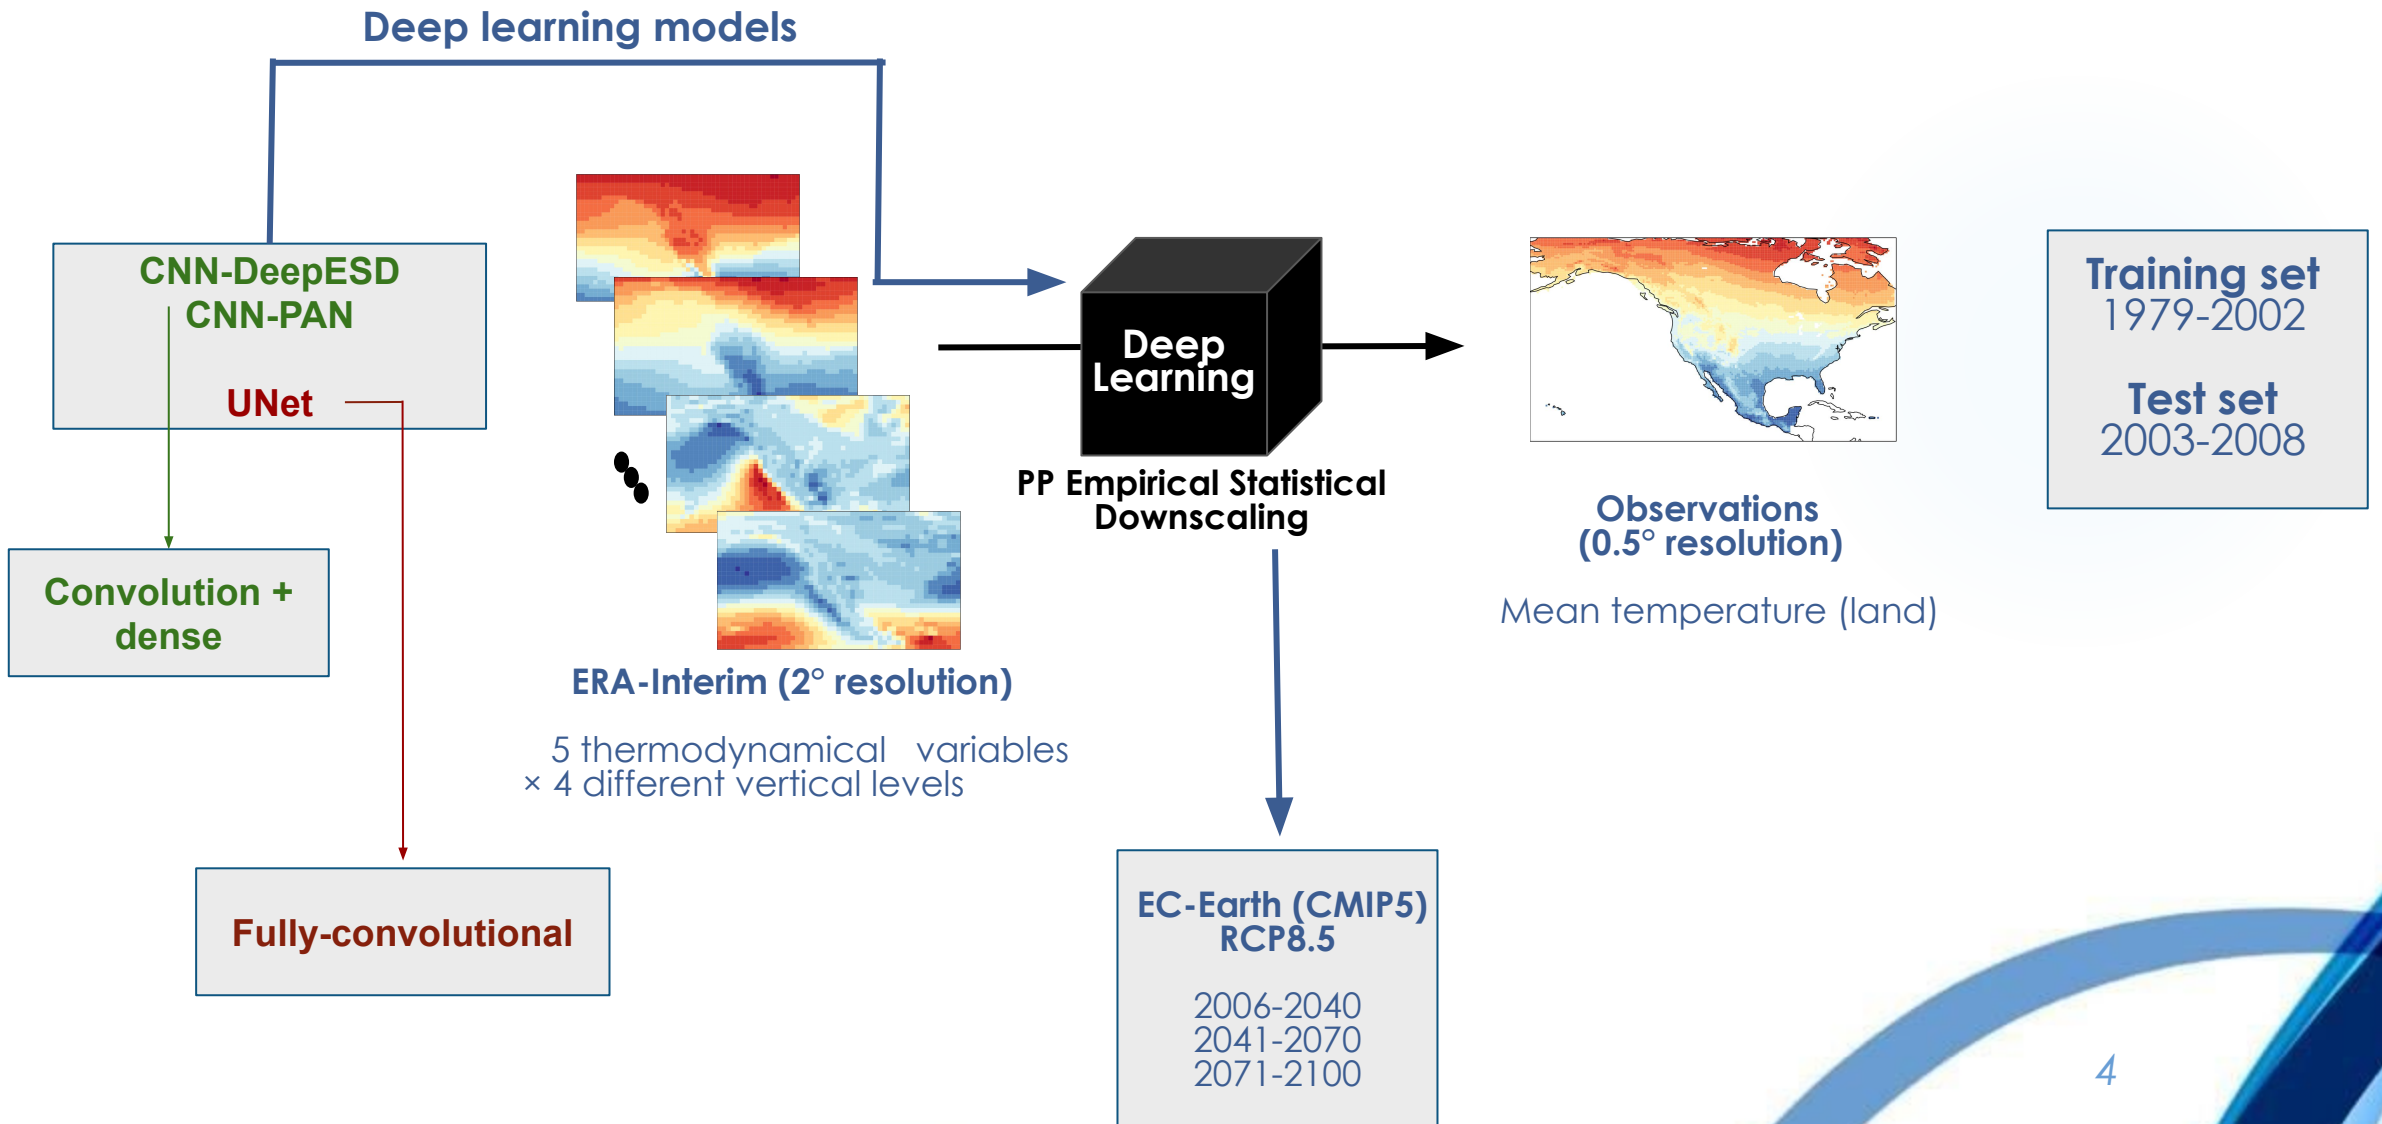 Deep learning models
CNN-DeepESD
CNN-PAN
UNet
Convolution +
dense
Fully-convolutional
ERA-Interim (2° resolution)
5 thermodynamical variables
× 4 different vertical levels
Deep
Learning
PP Empirical Statistical
Downscaling
EC-Earth (CMIP5)
RCP8.5
2006-2040
2041-2070
2071-2100
Observations
(0.5° resolution)
Mean temperature (land)
Training set
1979-2002
Test set
2003-2008
4